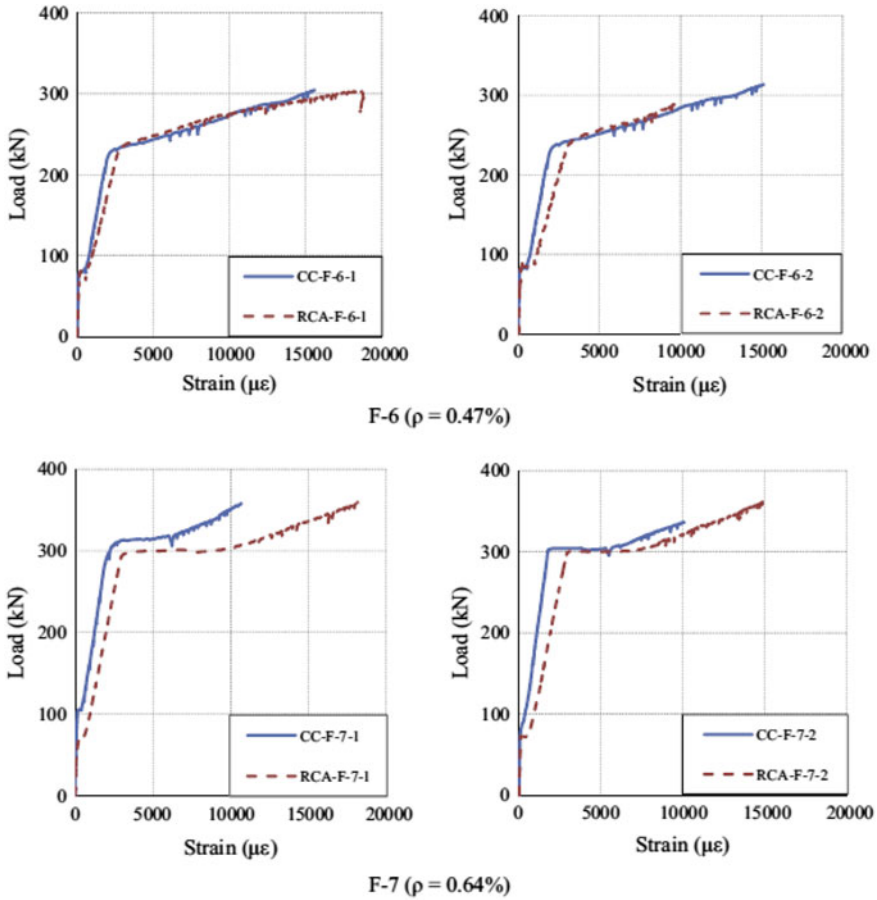 400
300
200
100
0
Load (kN)
CC-F-6-1
RCA-F-6-1
0 5000 10000 15000 20000
Strain (με)
400
300
200
100
0
Load (kN)
CC-F-6-2
RCA-F-6-2
0 5000 10000 15000 20000
Strain (με)
F-6 (ρ = 0.47%)
400
300
200
100
0
Load (kN)
CC-F-7-1
RCA-F-7-1
0 5000 10000 15000 20000
Strain (με)
400
300
200
100
0
Load (kN)
CC-F-7-2
RCA-F-7-2
0 5000 10000 15000 20000
Strain (με)
F-7 (ρ = 0.64%)